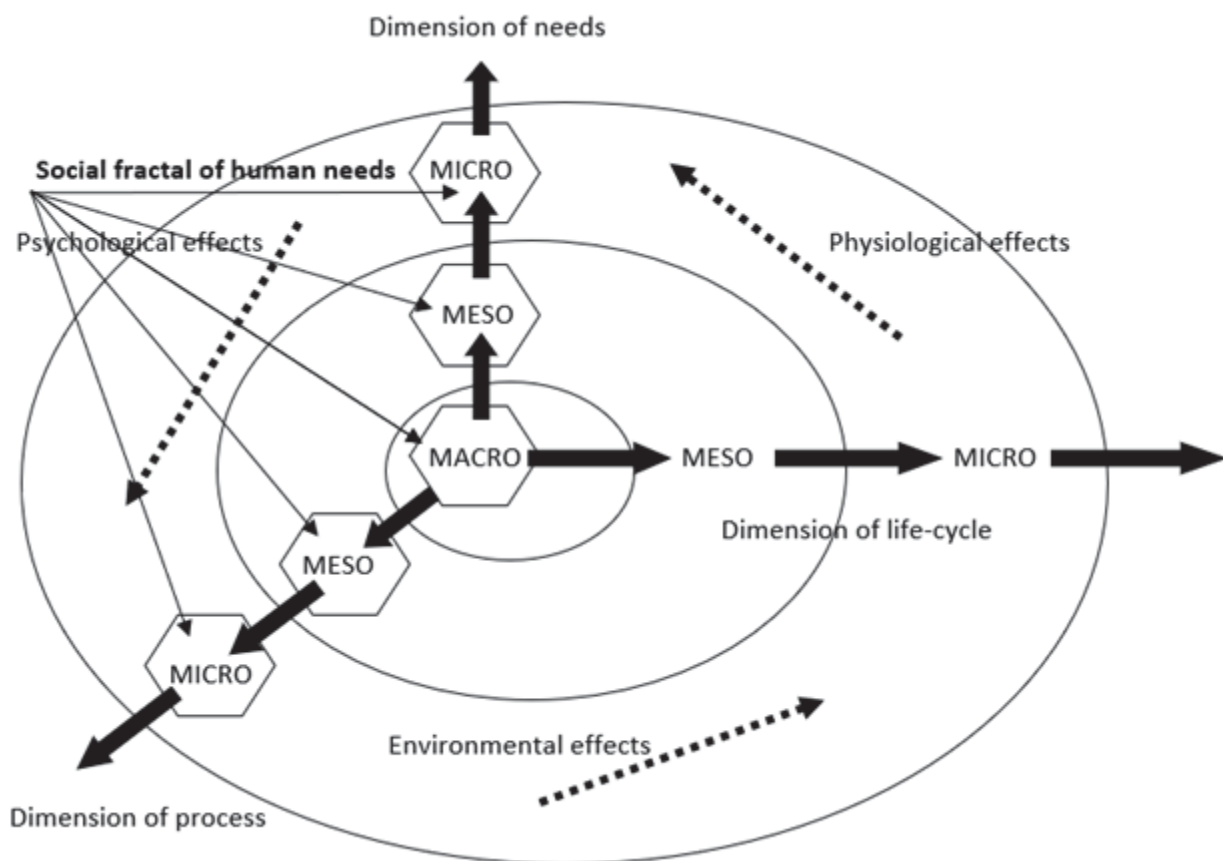 Dimension of needs
MICRO
Social fractal of human needs
Psychological effects
Physiological effects
MESO
MACRO
MESO
MICRO
Dimension of life-cycle
MESO
MICRO
Environmental effects
Dimension of process